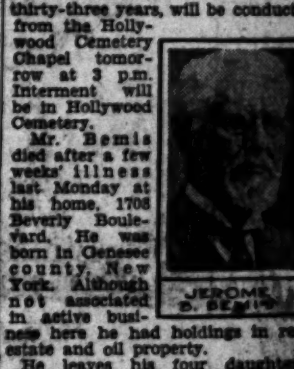 thirty-three years, will be conduct
from the Holly-
wood Cemetery
Chapel tomor-
row at 3 p.m.
Interment will
be in Hollywood
Cemetery.
Mr. Bemis
died after a few
weeks' illness
last Monday at
his home, 1708
Beverly Boule-
vard. He was
born in Genesee
county, New
York. Although
not associated
in active busi-
ness here he had holdings in re
estate and oil property.
He leaves his four daughte
JEROME
BEMIS